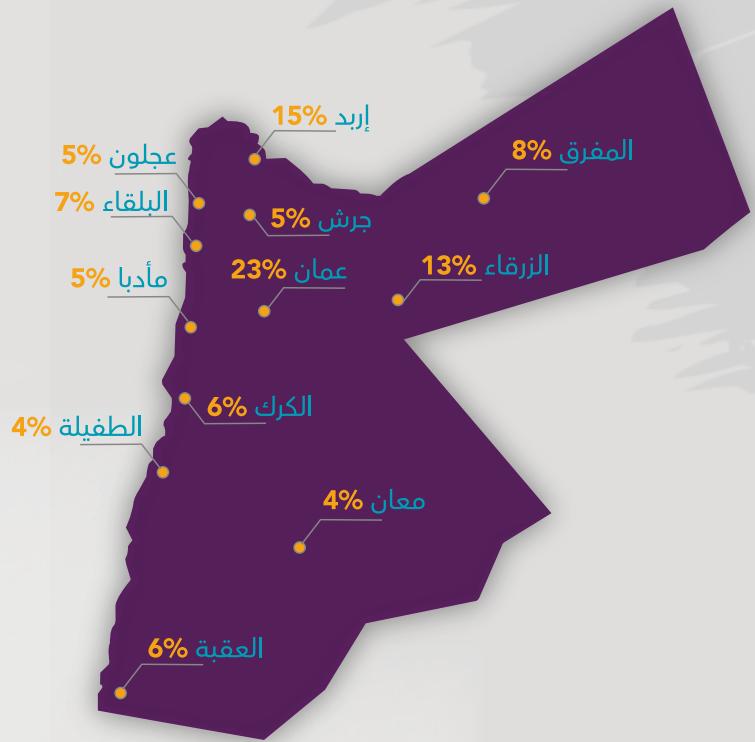 إربد 15%
المفرق 8%
عجلون 5%
البلقاء 7%
جرش 5%
الزرقاء 13%
عمان 23%
مأدبا 5%
الكرك 6%
الطفيلة 4%
معان 4%
العقبة 6%